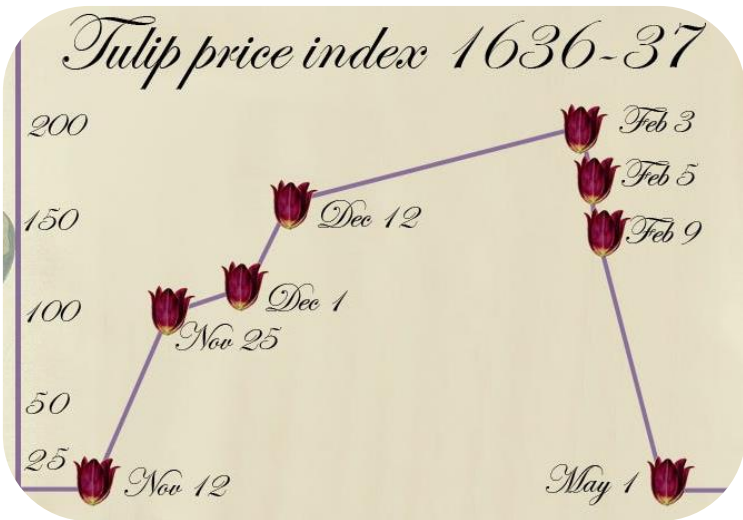 Tulip price index 1636-37
200
Feb 3
Feb 5
150
Dec 12
Feb 9
100
Dec 1
Nov 25
50
25
Nov 12
May 1